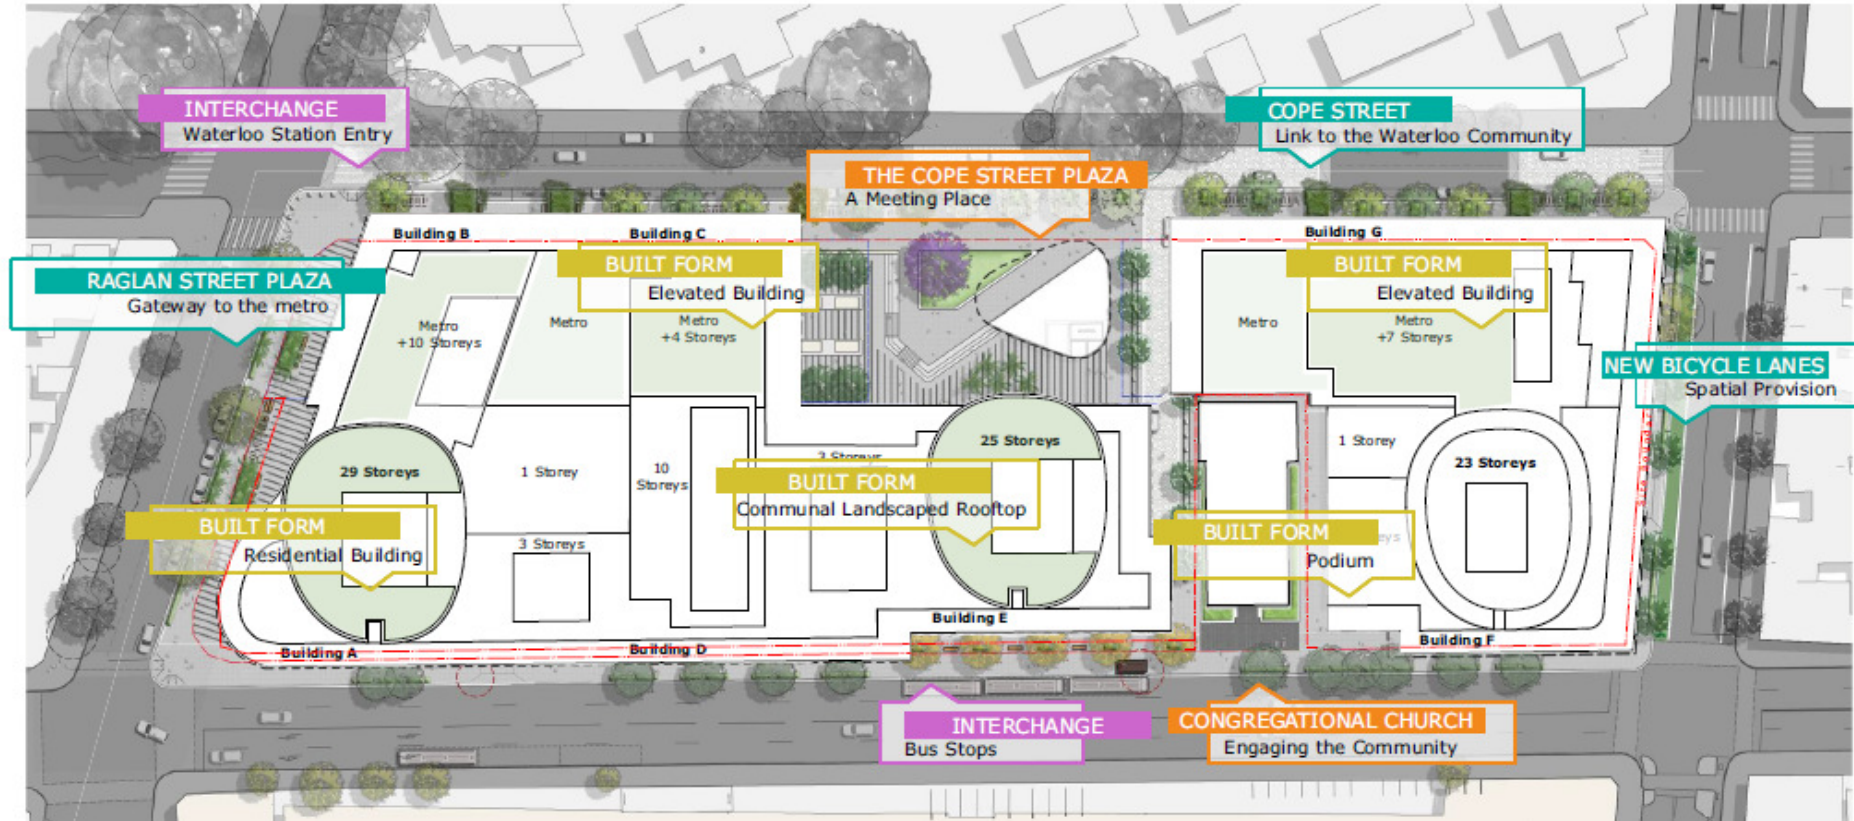 INTERCHANGE
Waterloo Station Entry
COPE STREET
Link to the Waterloo Community
THE COPE STREET PLAZA
A Meeting Place
Building B
Building C
Building G
RAGLAN STREET PLAZA
Gateway to the metro
BUILT FORM
Elevated Building
BUILT FORM
Elevated Building
Metro
+10 Storeys
Metro
Metro
+4 Storeys
Metro
Metro
+7 Storeys
NEW BICYCLE LANES
Spatial Provision
29 Storeys
1 Storey
10
Storeys
3 Storeys
25 Storeys
1 Storey
23 Storeys
BUILT FORM
Communal Landscaped Rooftop
BUILT FORM
Residential Building
3 Storeys
BUILT FORM
Podium
Building E
Building A
Building D
Building F
INTERCHANGE
Bus Stops
CONGREGATIONAL CHURCH
Engaging the Community